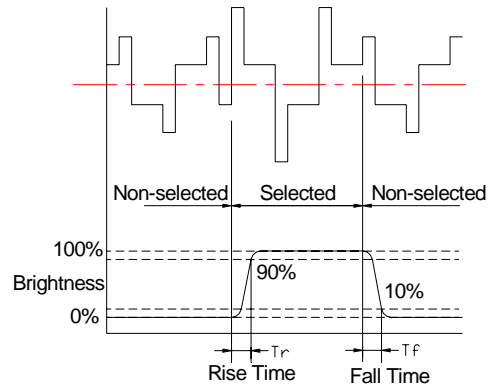 Non-selected Selected Non-selected
100%
90%
Brightness
10%
0%
Tr Tf
Rise Time Fall Time